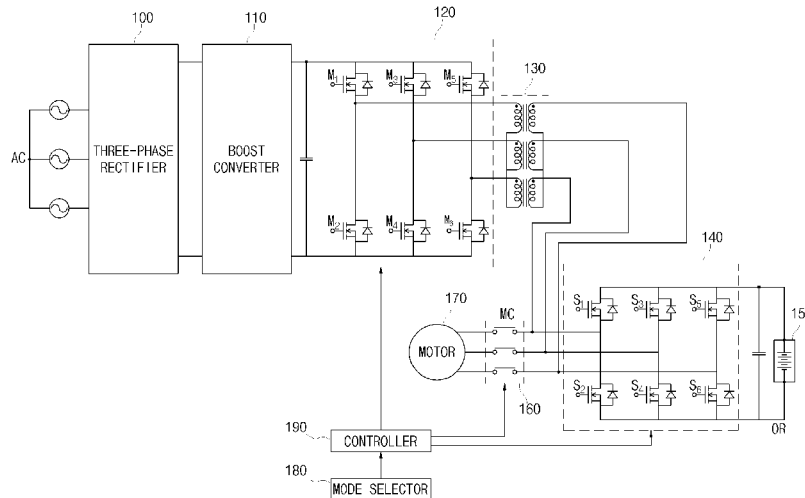 100
110
120
130
AC
THREE-PHASE
RECTIFIER
BOOST
CONVERTER
M1
M3
M5
M2
M4
M6
140
170
MOTOR
MC
160
S1
S3
S5
S2
S4
S6
15
OR
190
CONTROLLER
180
MODE SELECTOR